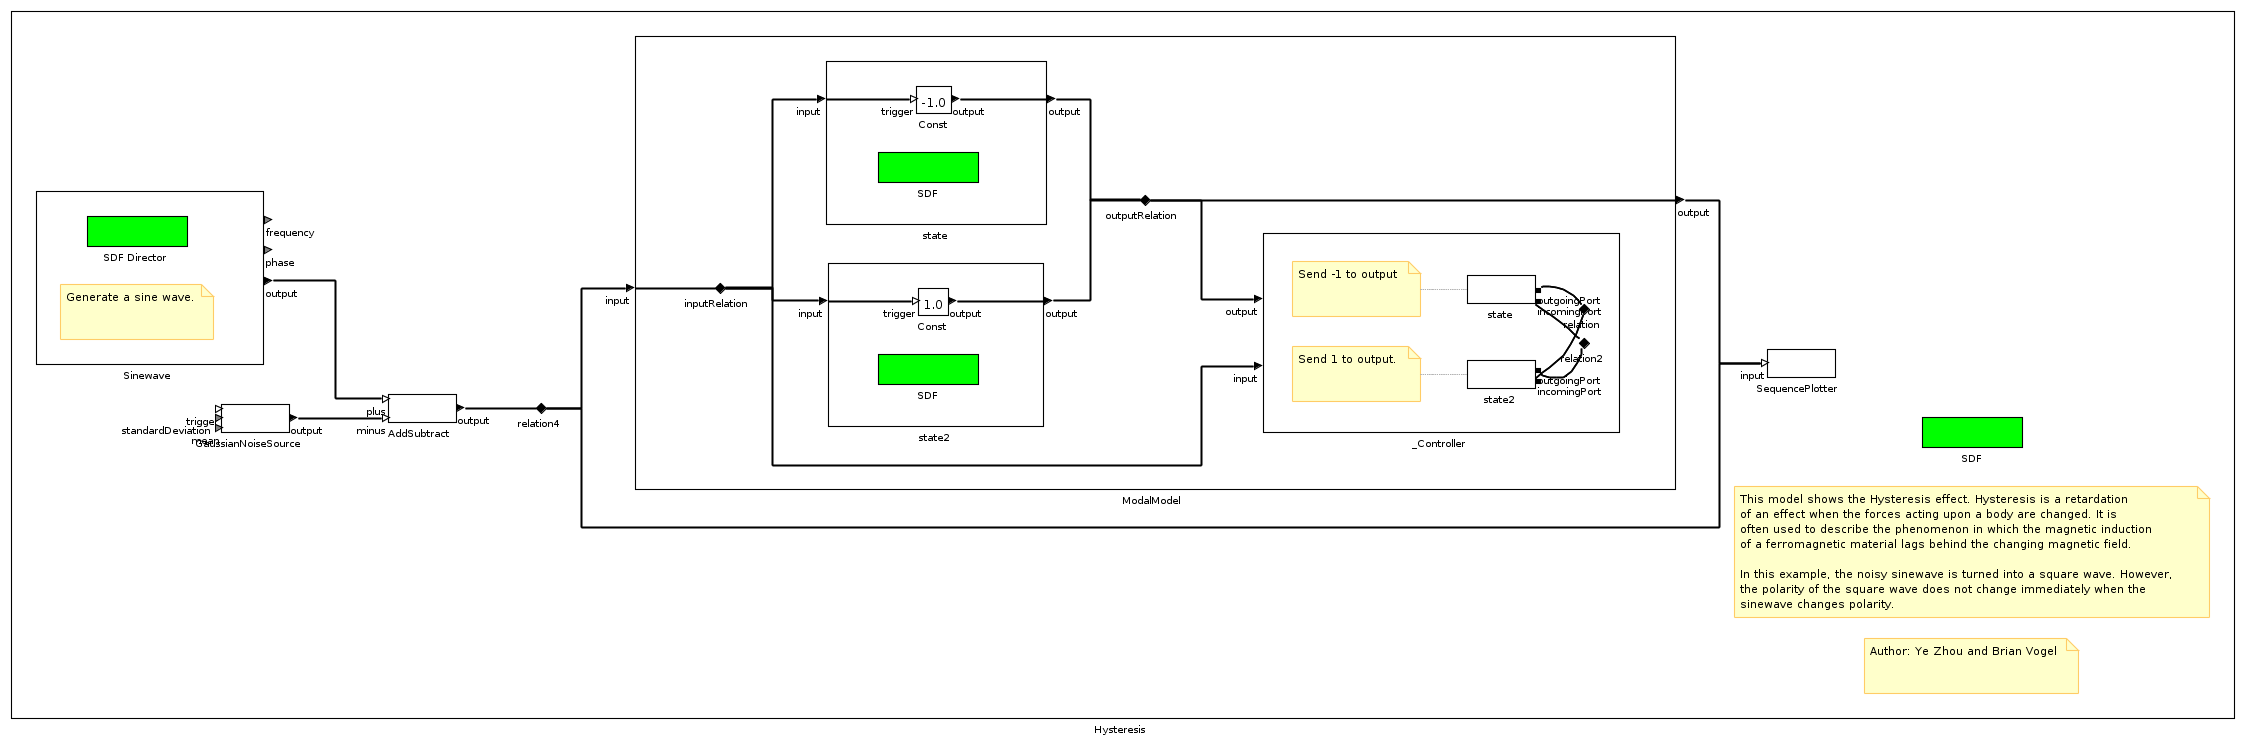 input
trigger
-1.0
output
Const
SDF
output
state
frequency
phase
output
SDF Director
Generate a sine wave.
Sinewave
outputRelation
output
input
inputRelation
input
trigger
1.0
output
Const
SDF
output
state2
Send -1 to output
output
state
outgoingPort
incomingPort
relation
Send 1 to output.
input
state2
relation2
outgoingPort
incomingPort
_Controller
ModalModel
trigger
standardDeviation
mean
GaussianNoiseSource
output
plus
minus
AddSubtract
output
relation4
input
SequencePlotter
SDF
This model shows the Hysteresis effect. Hysteresis is a retardation
of an effect when the forces acting upon a body are changed. It is
often used to describe the phenomenon in which the magnetic induction
of a ferromagnetic material lags behind the changing magnetic field.
In this example, the noisy sinewave is turned into a square wave. However,
the polarity of the square wave does not change immediately when the
sinewave changes polarity.
Author: Ye Zhou and Brian Vogel
Hysteresis